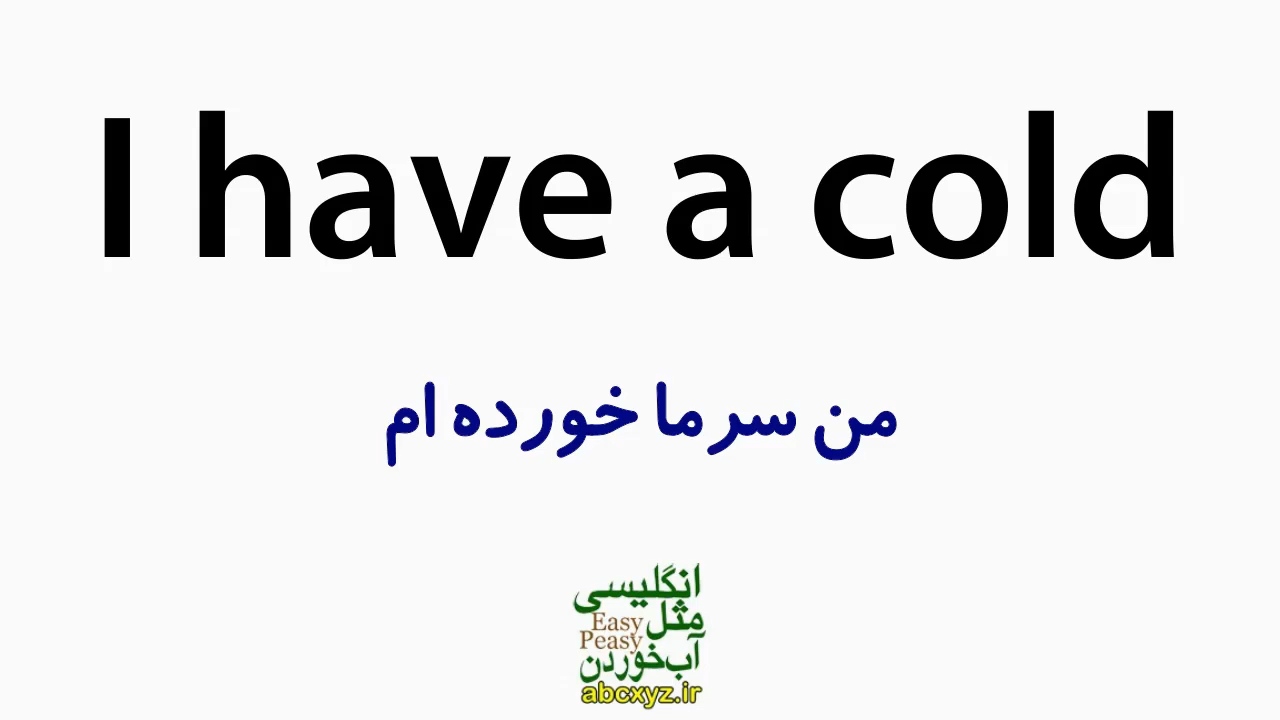 I have a cold
من سرما خورده ام
انگلیسی
مثل
Easy
Peasy
آب‌خوردن
abcxyz.ir